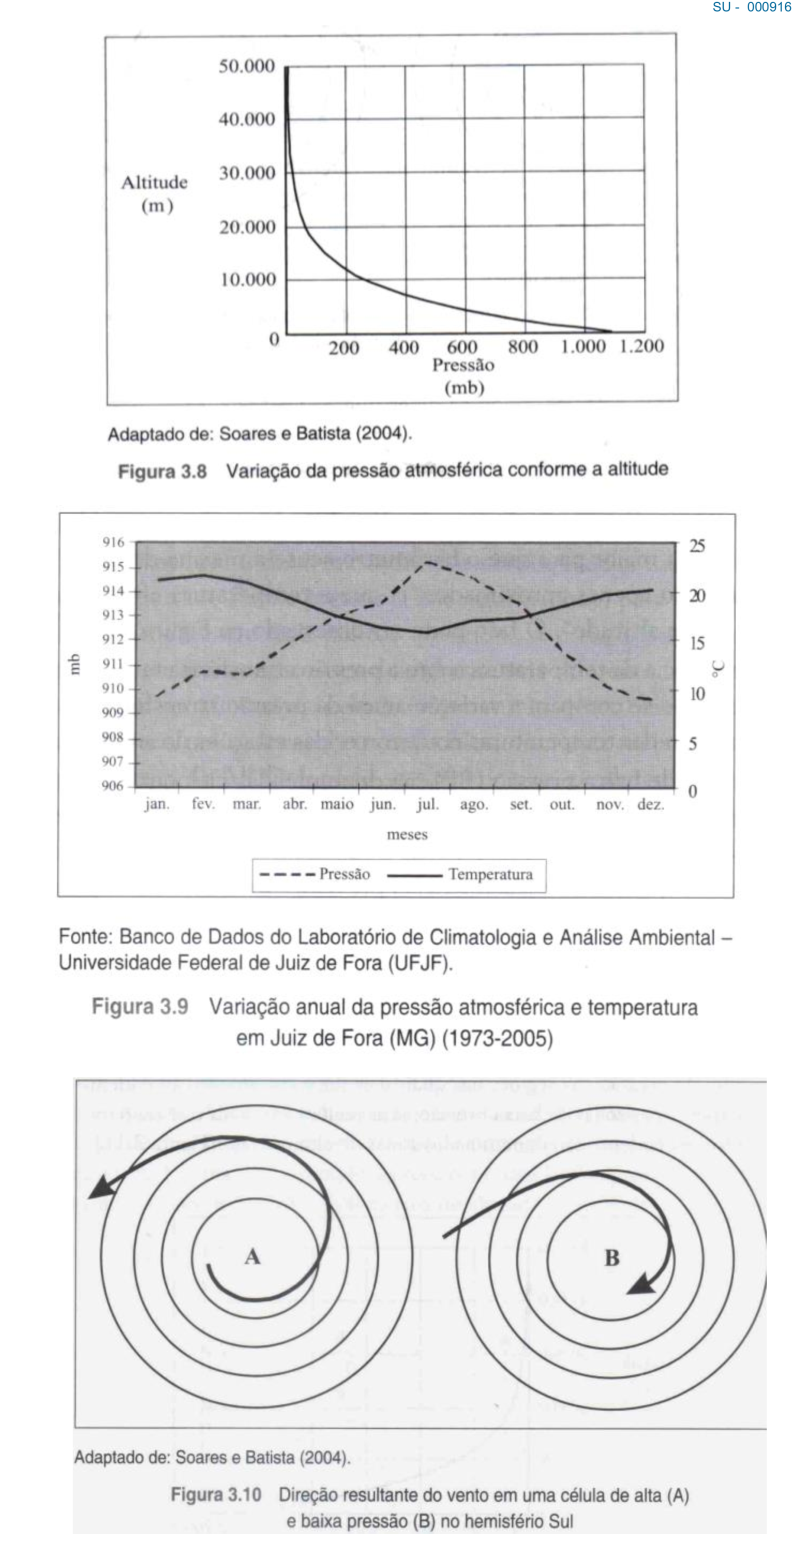 SU - 000916
50.000
40.000
30.000
Altitude
(m)
20.000
10.000
0
200 400 600 800 1.000 1.200
Pressão
(mb)
Adaptado de: Soares e Batista (2004).
Figura 3.8 Variação da pressão atmosférica conforme a altitude
916
915
914
913
912
911
910
909
908
907
906
mb
25
20
15
10
5
0
°C
jan. fev. mar. abr. maio jun. jul. ago. set. out. nov. dez.
meses
Pressão Temperatura
Fonte: Banco de Dados do Laboratório de Climatologia e Análise Ambiental –
Universidade Federal de Juiz de Fora (UFJF).
Figura 3.9 Variação anual da pressão atmosférica e temperatura
em Juiz de Fora (MG) (1973-2005)
A B
Adaptado de: Soares e Batista (2004).
Figura 3.10 Direção resultante do vento em uma célula de alta (A)
e baixa pressão (B) no hemisfério Sul